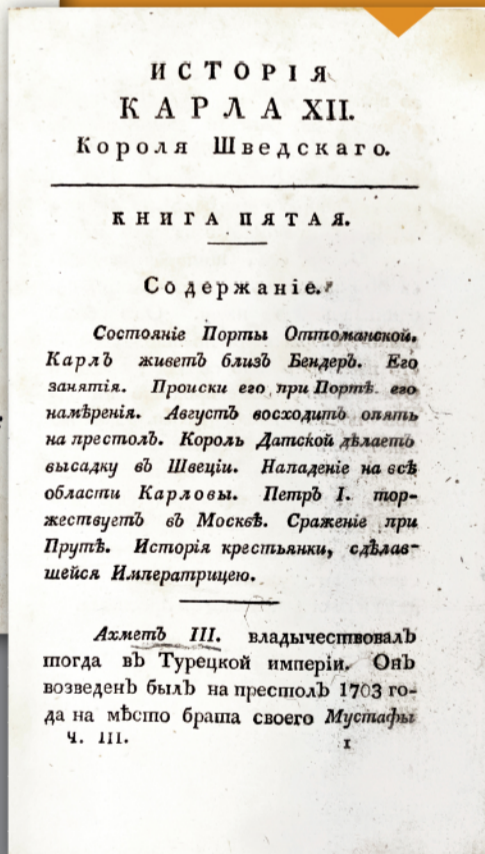 ИСТОРІЯ
КАРЛА XII.
Короля Шведскаго.
КНИГА ПЯТАЯ.
Содержаніе.
Состояніе Порты Оттоманской.
Карлъ живетъ близъ Бендеръ. Его
занятія. Происки его при Портѣ. его
намѣренія. Августъ восходитъ опять
на престолъ. Король Датской дѣлаетъ
высадку въ Швеціи. Нападеніе на всѣ
области Карловы. Петръ I. тор-
жествуетъ въ Москвѣ. Сраженіе при
Прутѣ. Исторія крестьянки, сдѣлав-
шейся Императрицею.
Ахметъ III. владычествовалъ
тогда въ Турецкой имперіи. Онъ
возведенъ былъ на престолъ 1703 го-
да на мѣсто брата своего Мустафы
Ч. III. 1